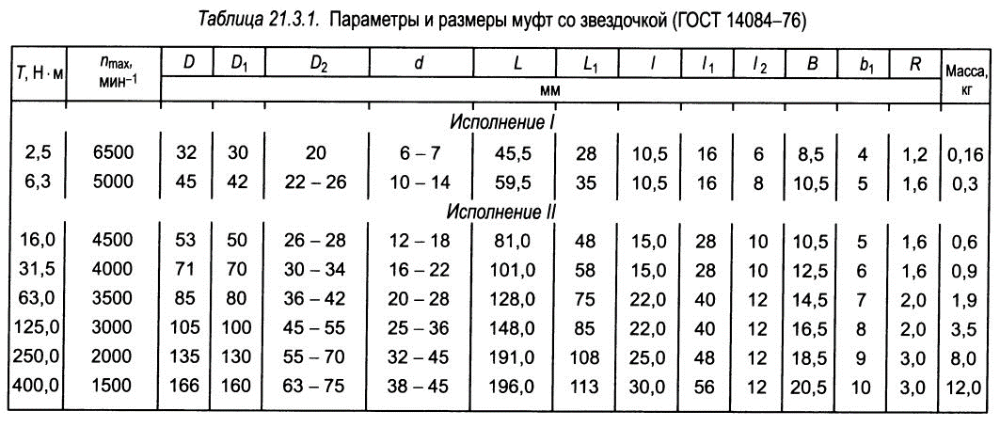 Таблица 21.3.1. Параметры и размеры муфт со звездочкой (ГОСТ 14084–76)
T, Н · м nmax, мин–1 D D1 D2 d L L1 l l1 l2 B b1 R Масса, кг
мм
Исполнение I
2,5 6500 32 30 20 6 – 7 45,5 28 10,5 16 6 8,5 4 1,2 0,16
6,3 5000 45 42 22 – 26 10 – 14 59,5 35 10,5 16 8 10,5 5 1,6 0,3
Исполнение II
16,0 4500 53 50 26 – 28 12 – 18 81,0 48 15,0 28 10 10,5 5 1,6 0,6
31,5 4000 71 70 30 – 34 16 – 22 101,0 58 15,0 28 10 12,5 6 1,6 0,9
63,0 3500 85 80 36 – 42 20 – 28 128,0 75 22,0 40 12 14,5 7 2,0 1,9
125,0 3000 105 100 45 – 55 25 – 36 148,0 85 22,0 40 12 16,5 8 2,0 3,5
250,0 2000 135 130 55 – 70 32 – 45 191,0 108 25,0 48 12 18,5 9 3,0 8,0
400,0 1500 166 160 63 – 75 38 – 45 196,0 113 30,0 56 12 20,5 10 3,0 12,0